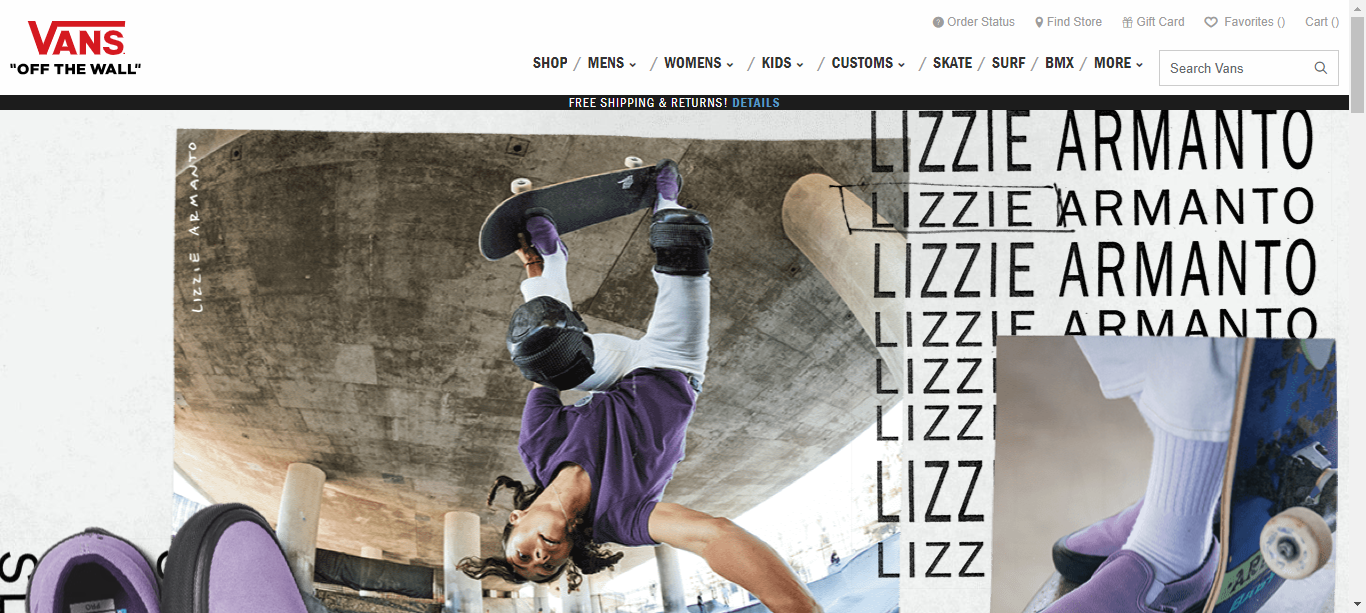 Order Status
Find Store
Gift Card
Favorites ()
Cart ()
VANS
"OFF THE WALL"
SHOP / MENS / WOMENS / KIDS / CUSTOMS / SKATE / SURF / BMX / MORE
Search Vans
FREE SHIPPING & RETURNS! DETAILS
LIZZIE ARMANTO
LIZZIE ARMANTO
LIZZIE ARMANTO
LIZZIE ARMANTO
LIZZIE ARMANTO
LIZZI
LIZZ
LIZZ
LIZZ